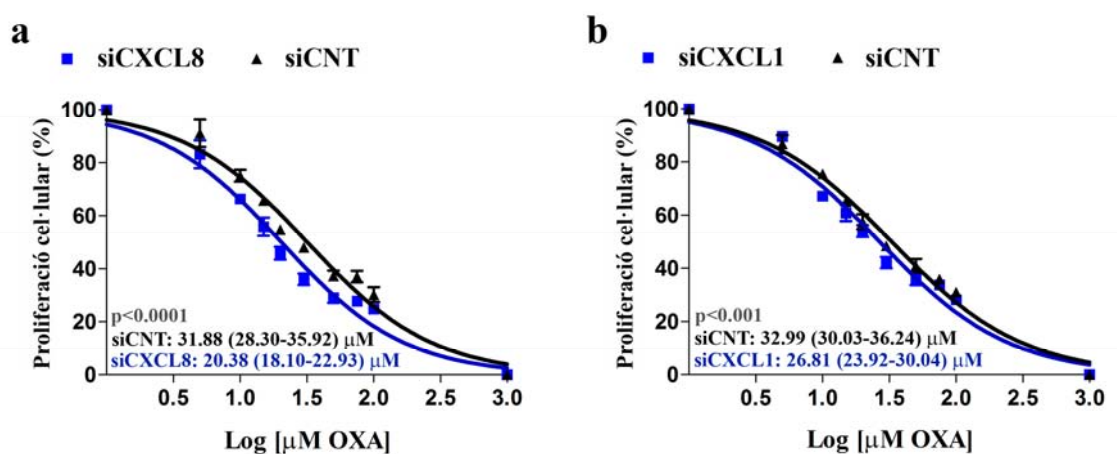 a
siCXCL8 siCNT
Proliferació cel·lular (%)
100
80
60
40
20
0
p<0.0001
siCNT: 31.88 (28.30-35.92) µM
siCXCL8: 20.38 (18.10-22.93) µM
0.5 1.0 1.5 2.0 2.5 3.0
Log [µM OXA]
b
siCXCL1 siCNT
Proliferació cel·lular (%)
100
80
60
40
20
0
p<0.001
siCNT: 32.99 (30.03-36.24) µM
siCXCL1: 26.81 (23.92-30.04) µM
0.5 1.0 1.5 2.0 2.5 3.0
Log [µM OXA]